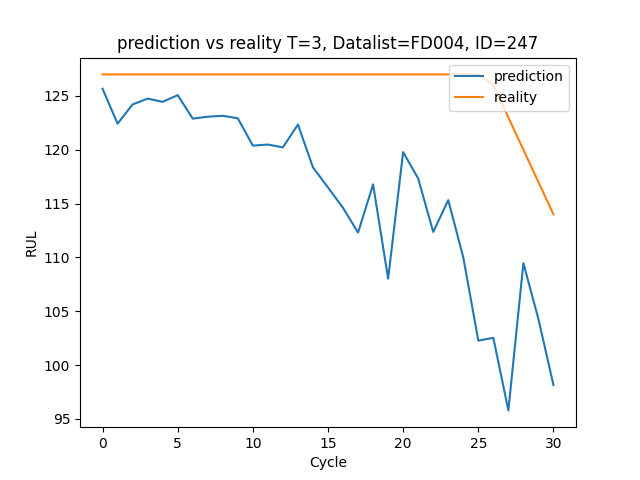 prediction vs reality T=3, Datalist=FD004, ID=247
prediction
reality
125
120
115
110
105
100
95
RUL
0 5 10 15 20 25 30
Cycle